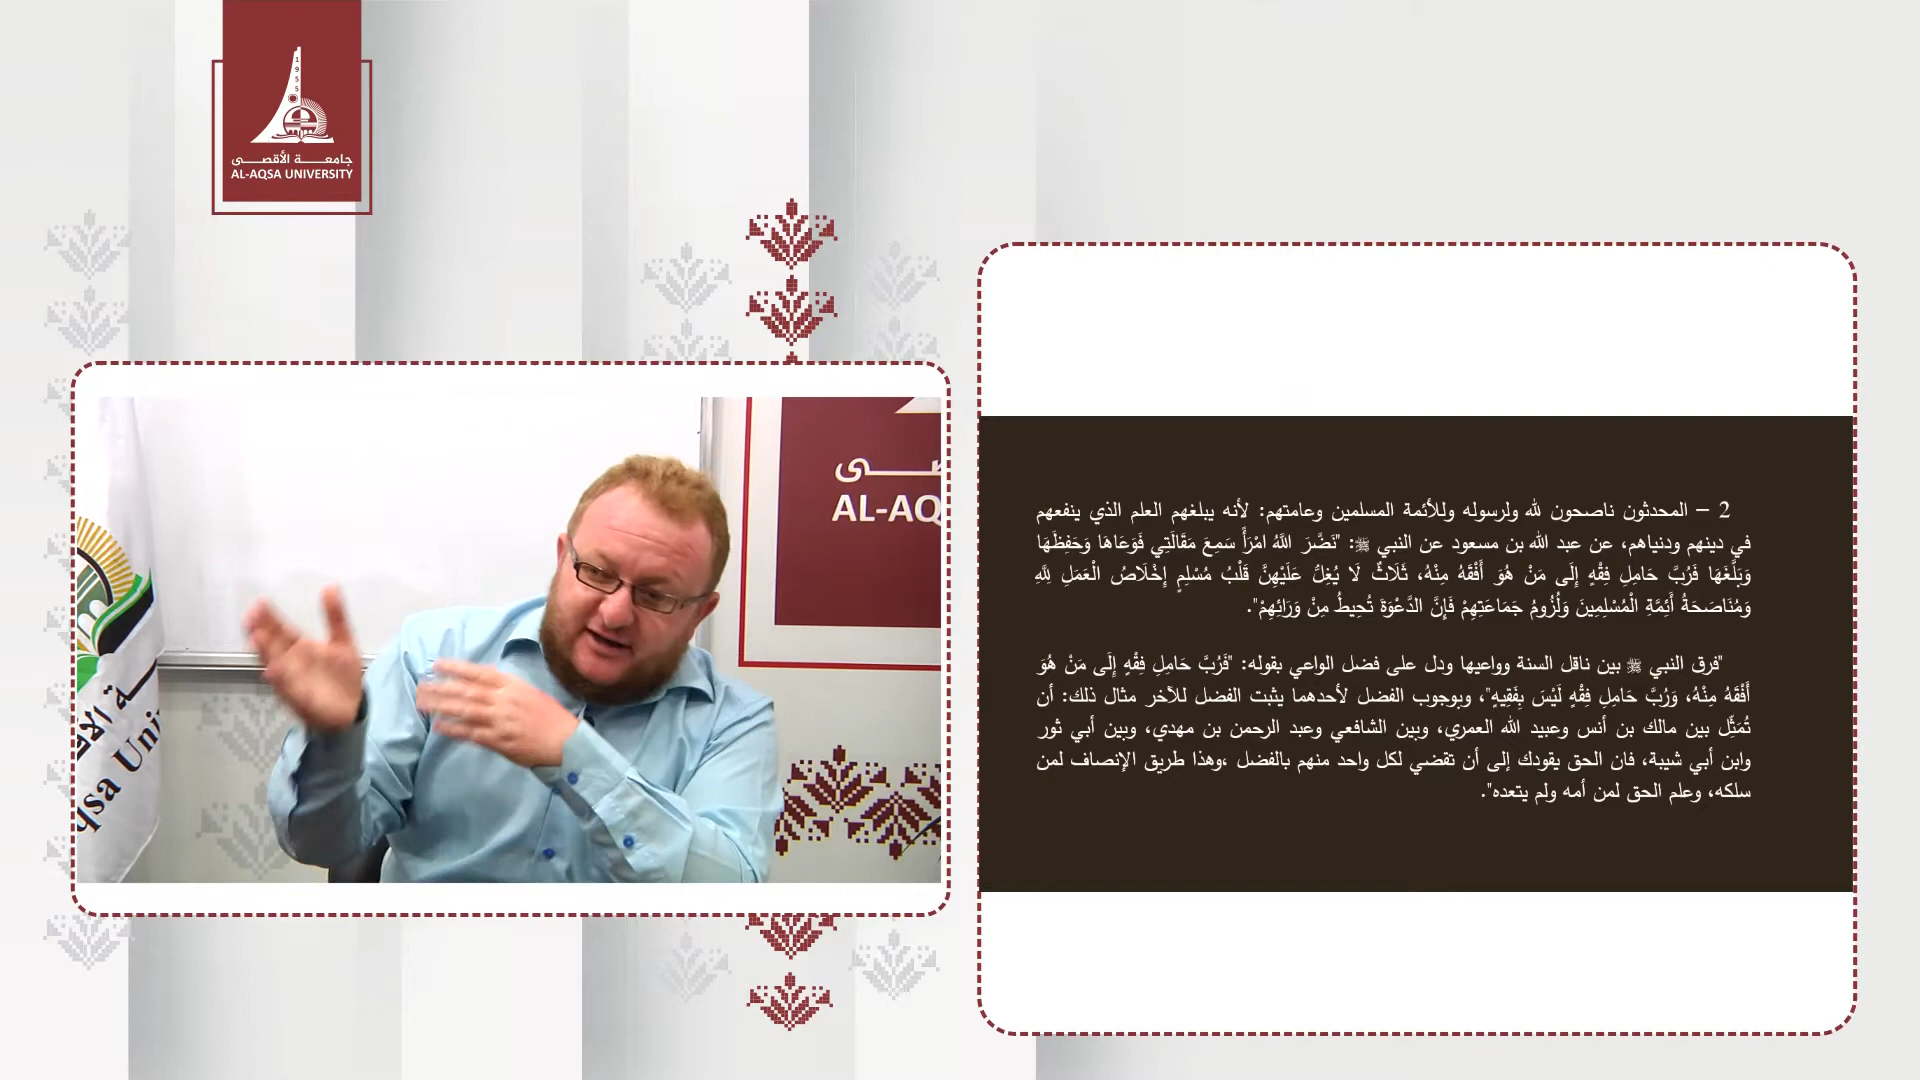 1955
جامعة الأقصى
AL-AQSA UNIVERSITY
صى
AL-AQ
ة الأق
qsa Uni
2 – المحدثون ناصحون لله ولرسوله وللأئمة المسلمين وعامتهم: لأنه يبلغهم العلم الذي ينفعهم
في دينهم ودنياهم، عن عبد الله بن مسعود عن النبي ﷺ: "نَضَّرَ اللَّهُ امْرَأً سَمِعَ مَقَالَتِي فَوَعَاهَا وَحَفِظَهَا
وَبَلَّغَهَا فَرُبَّ حَامِلِ فِقْهٍ إِلَى مَنْ هُوَ أَفْقَهُ مِنْهُ، ثَلَاثٌ لَا يُغِلُّ عَلَيْهِنَّ قَلْبُ مُسْلِمٍ إِخْلَاصُ الْعَمَلِ لِلَّهِ
وَمُنَاصَحَةُ أَئِمَّةِ الْمُسْلِمِينَ وَلُزُومُ جَمَاعَتِهِمْ فَإِنَّ الدَّعْوَةَ تُحِيطُ مِنْ وَرَائِهِمْ".
"فرق النبي ﷺ بين ناقل السنة وواعيها ودل على فضل الواعي بقوله: "فَرُبَّ حَامِلِ فِقْهٍ إِلَى مَنْ هُوَ
أَفْقَهُ مِنْهُ، وَرُبَّ حَامِلِ فِقْهٍ لَيْسَ بِفَقِيهٍ"، وبوجوب الفضل لأحدهما يثبت الفضل للآخر مثال ذلك: أن
تُمَثِّل بين مالك بن أنس وعبيد الله العمري، وبين الشافعي وعبد الرحمن بن مهدي، وبين أبي ثور
وابن أبي شيبة، فان الحق يقودك إلى أن تقضي لكل واحد منهم بالفضل ،وهذا طريق الإنصاف لمن
سلكه، وعلم الحق لمن أمه ولم يتعده".